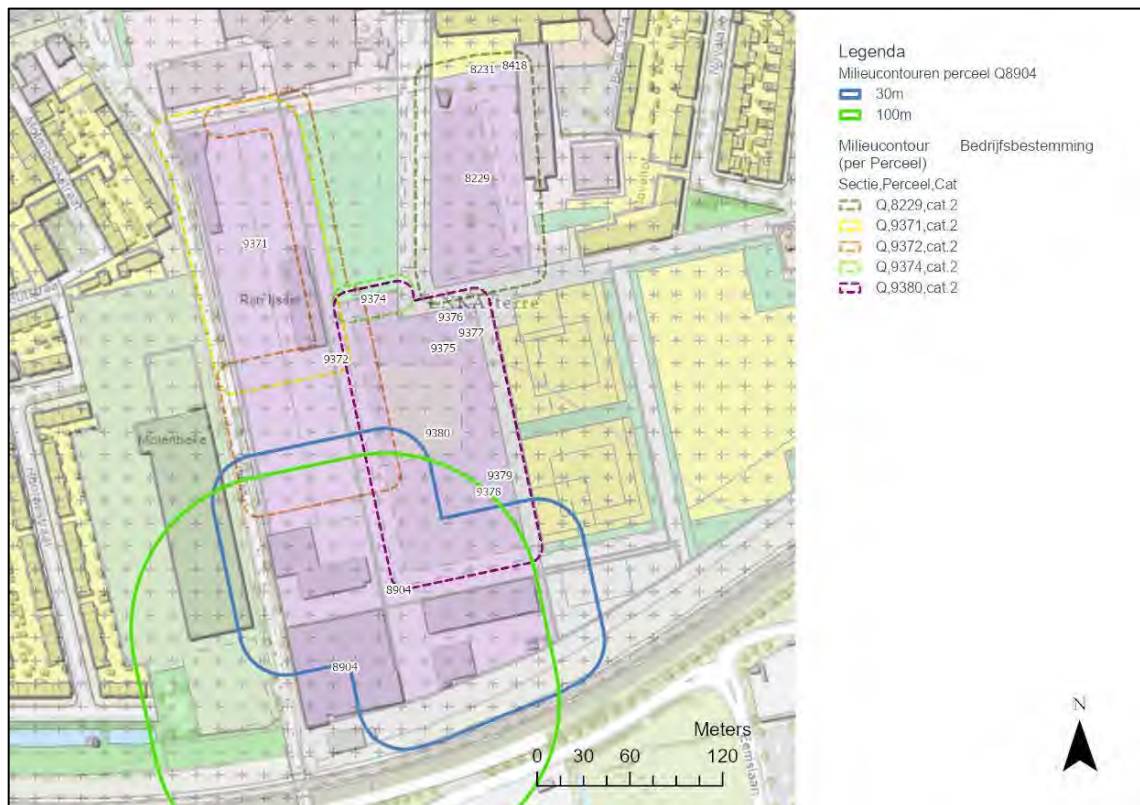 Legenda
Milieucontouren perceel Q8904
30m
100m
Milieucontour Bedrijfsbestemming
(per Perceel)
Sectie,Perceel,Cat
Q,8229,cat.2
Q,9371,cat.2
Q,9372,cat.2
Q,9374,cat.2
Q,9380,cat.2
8231
8418
8229
9371
9374
9376
9377
9372
9375
Molenbeke
9380
9379
9378
8904
8904
Meters
0 30 60 120
N